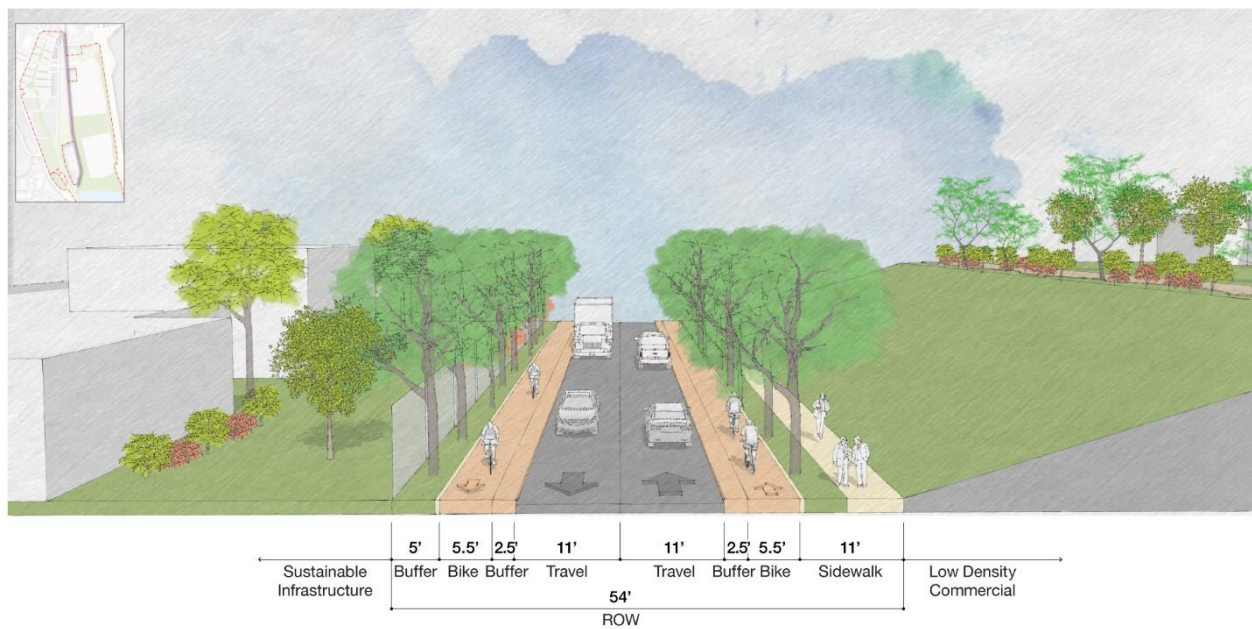 5’ 5.5’ 2.5’ 11’ 11’ 2.5’ 5.5’ 11’
Sustainable Infrastructure
Buffer Bike Buffer Travel Travel Buffer Bike Sidewalk
Low Density Commercial
54’
ROW